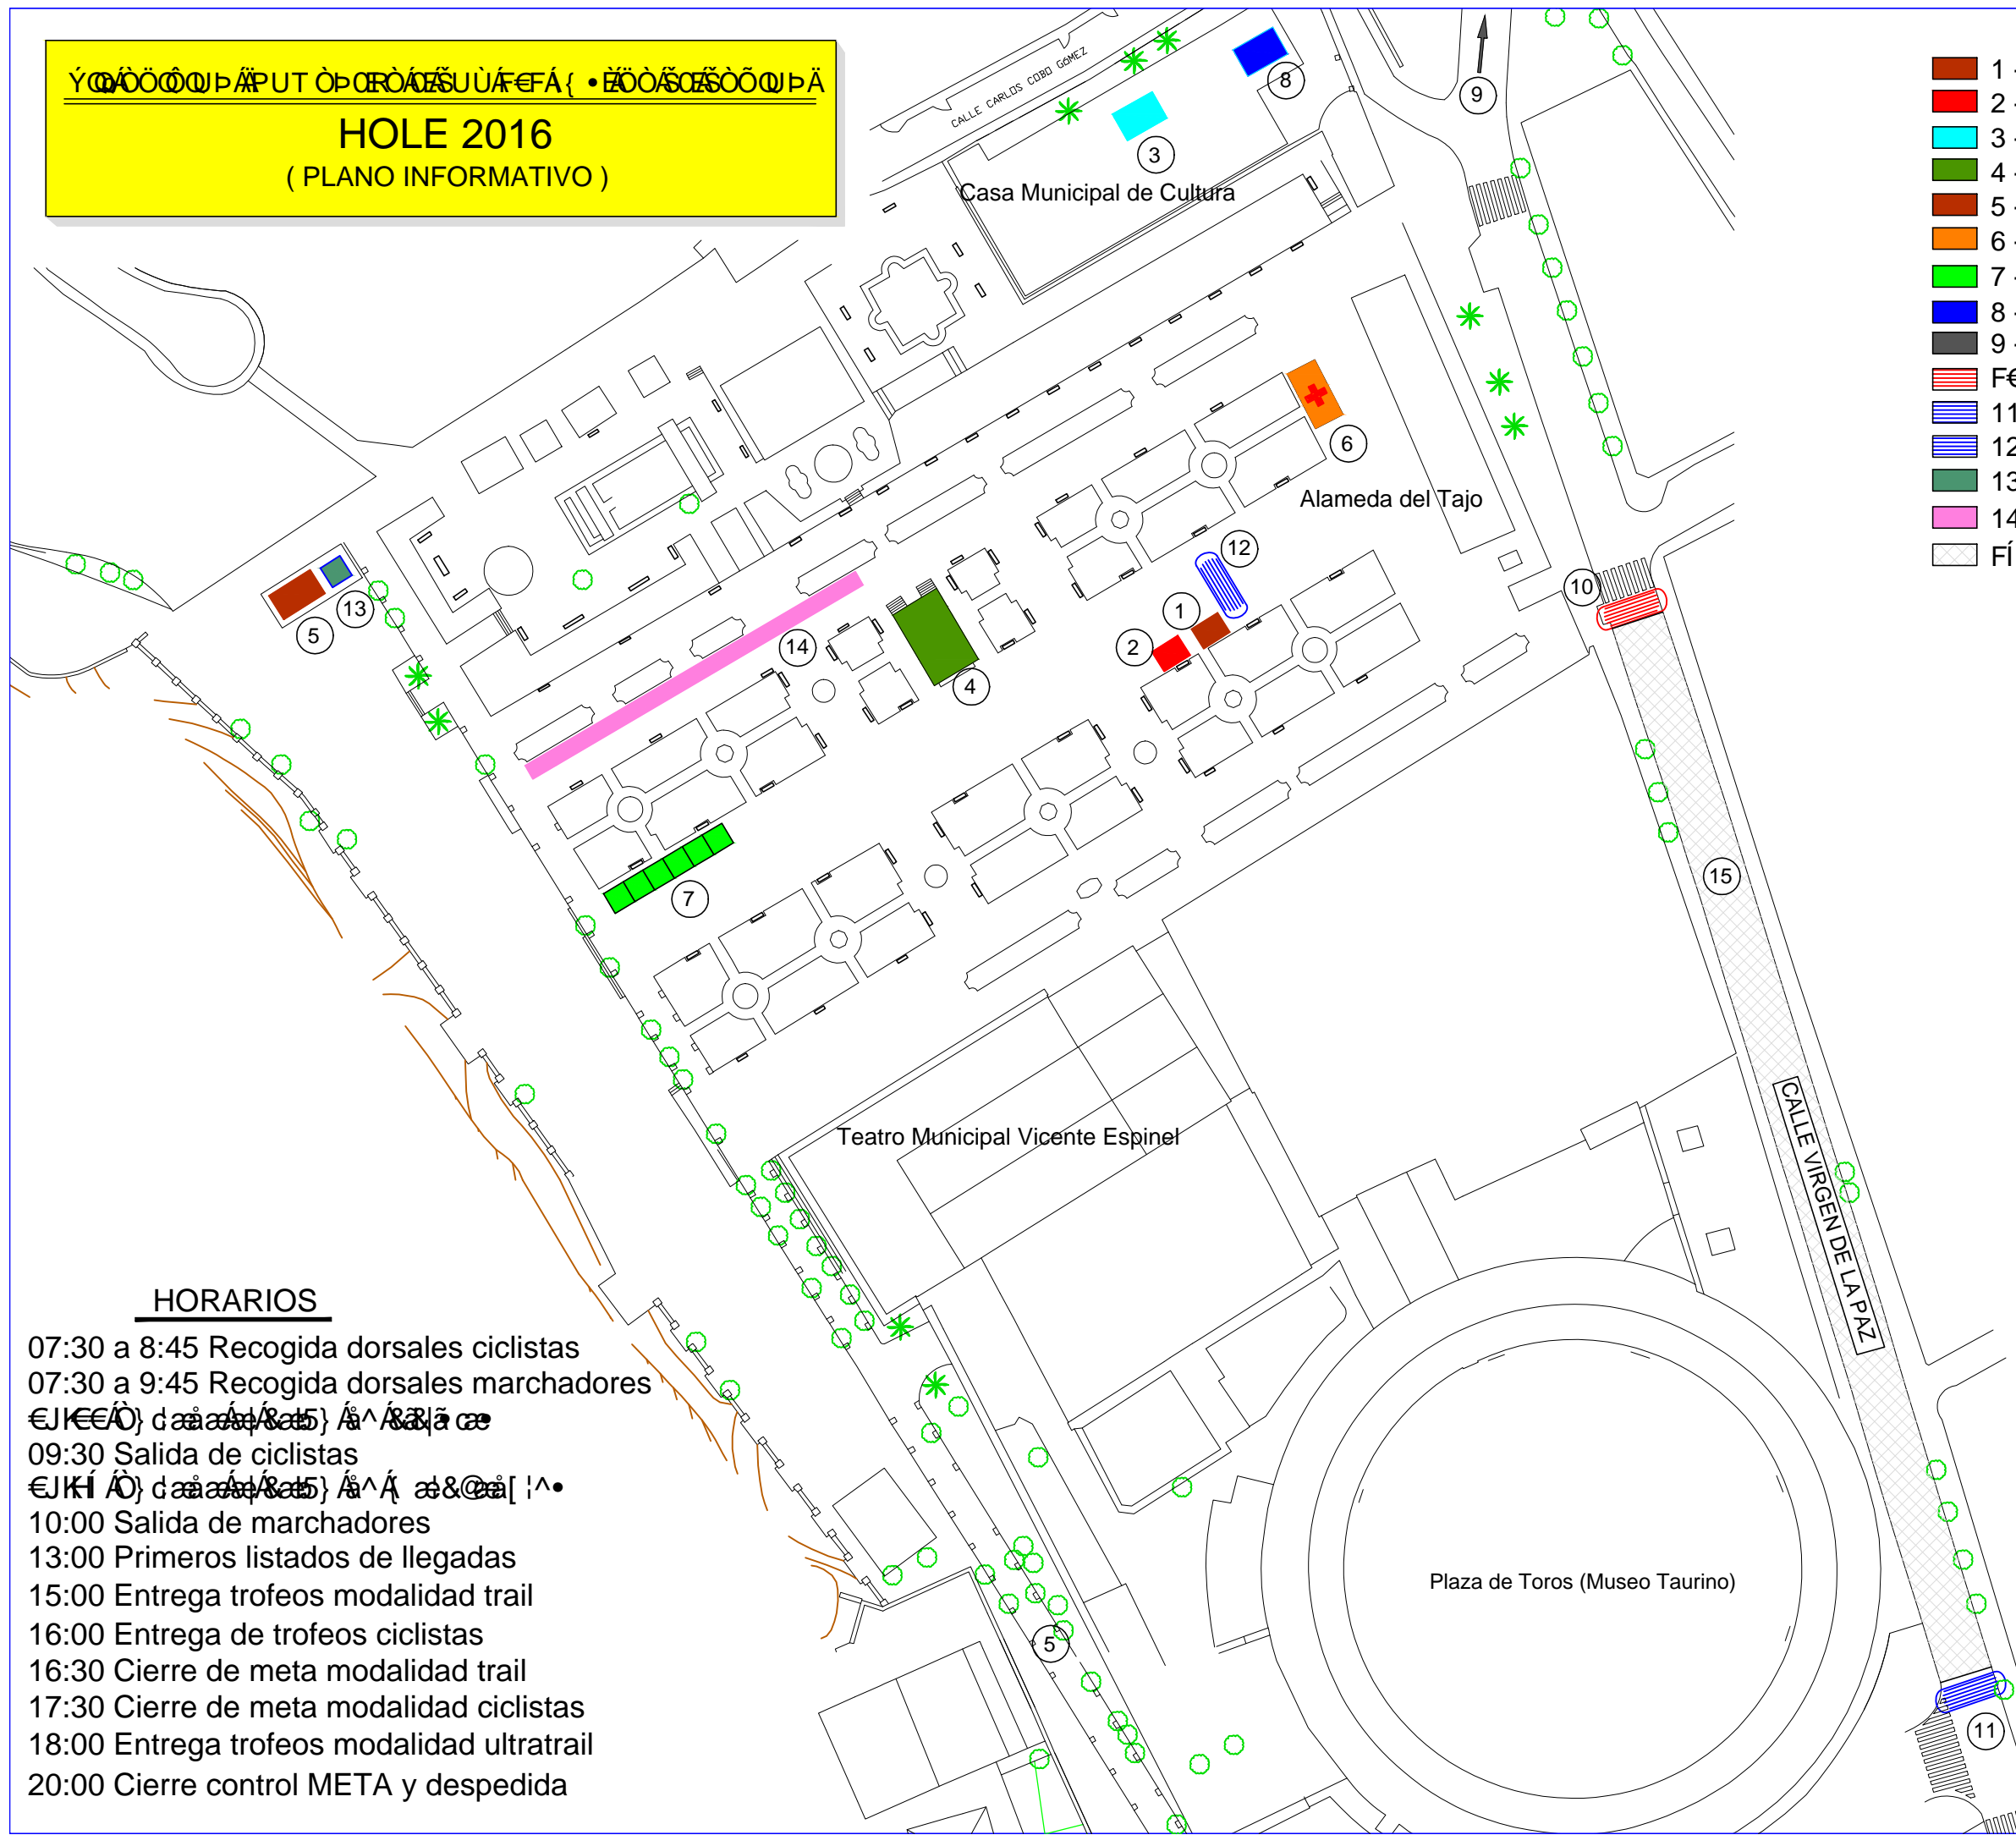 HOLE 2016
( PLANO INFORMATIVO )
CALLE CARLOS COBO GÓMEZ
8
9
3
Casa Municipal de Cultura
1 -
2 -
3 -
4 -
5 -
6 -
7 -
8 -
9 -
F€
11
12
13
14
FÍ
6
Alameda del Tajo
12
10
1
2
13
5
14
4
7
15
Teatro Municipal Vicente Espinel
CALLE VIRGEN DE LA PAZ
Plaza de Toros (Museo Taurino)
5
11
HORARIOS
07:30 a 8:45 Recogida dorsales ciclistas
07:30 a 9:45 Recogida dorsales marchadores
09:30 Salida de ciclistas
10:00 Salida de marchadores
13:00 Primeros listados de llegadas
15:00 Entrega trofeos modalidad trail
16:00 Entrega de trofeos ciclistas
16:30 Cierre de meta modalidad trail
17:30 Cierre de meta modalidad ciclistas
18:00 Entrega trofeos modalidad ultratrail
20:00 Cierre control META y despedida